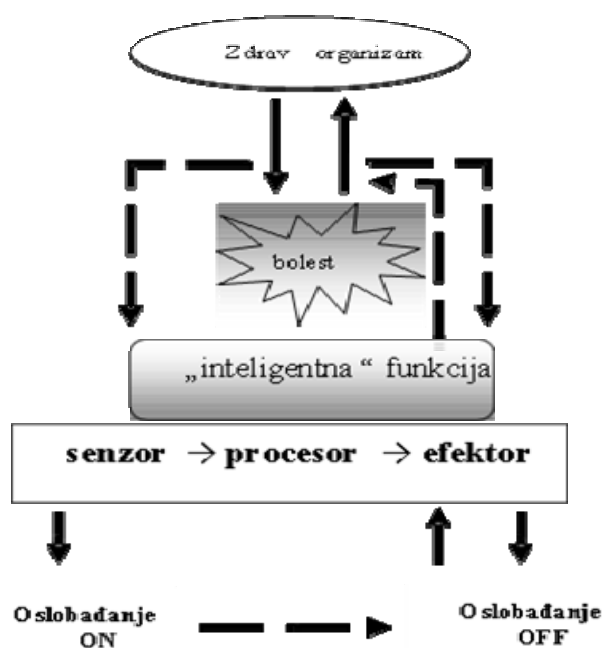 Zdrav organizam
bolest
„inteligentna“ funkcija
senzor → procesor → efektor
Oslobađanje
ON
Oslobađanje
OFF